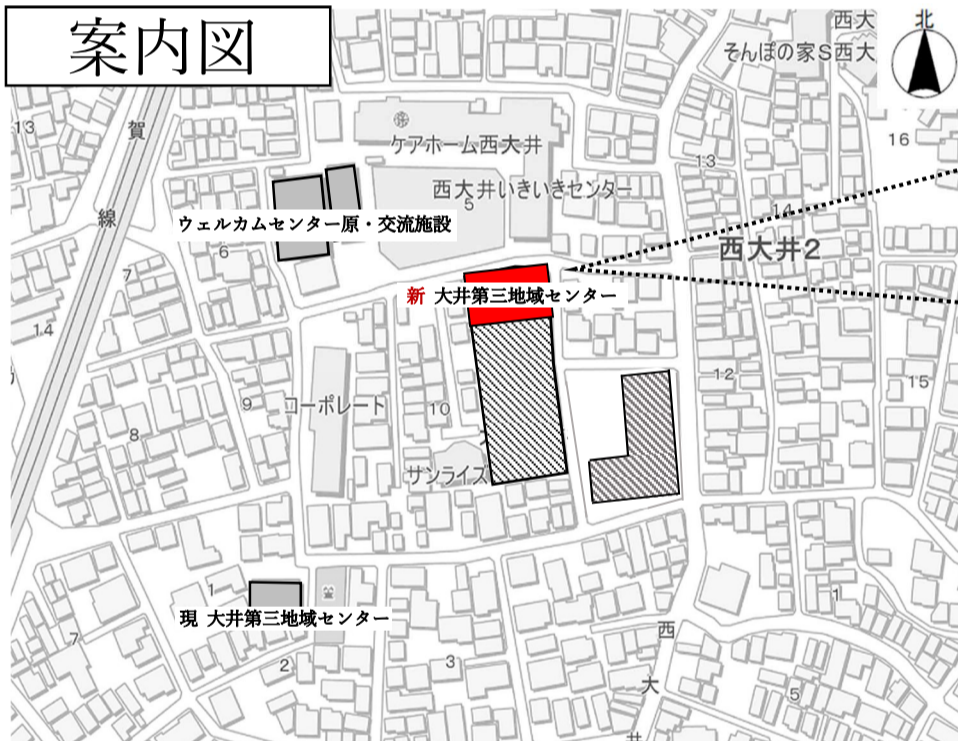 案内図
北
西大
そんぽの家S西大
13
賀
線
ケアホーム西大井
13
16
西大井いきいきセンター
5
14
ウェルカムセンター原・交流施設
6
西大井2
7
新 大井第三地域センター
14
12
15
9
コーポレート
10
8
サンライズ
1
現 大井第三地域センター
1
7
2
3
西
大
井
5